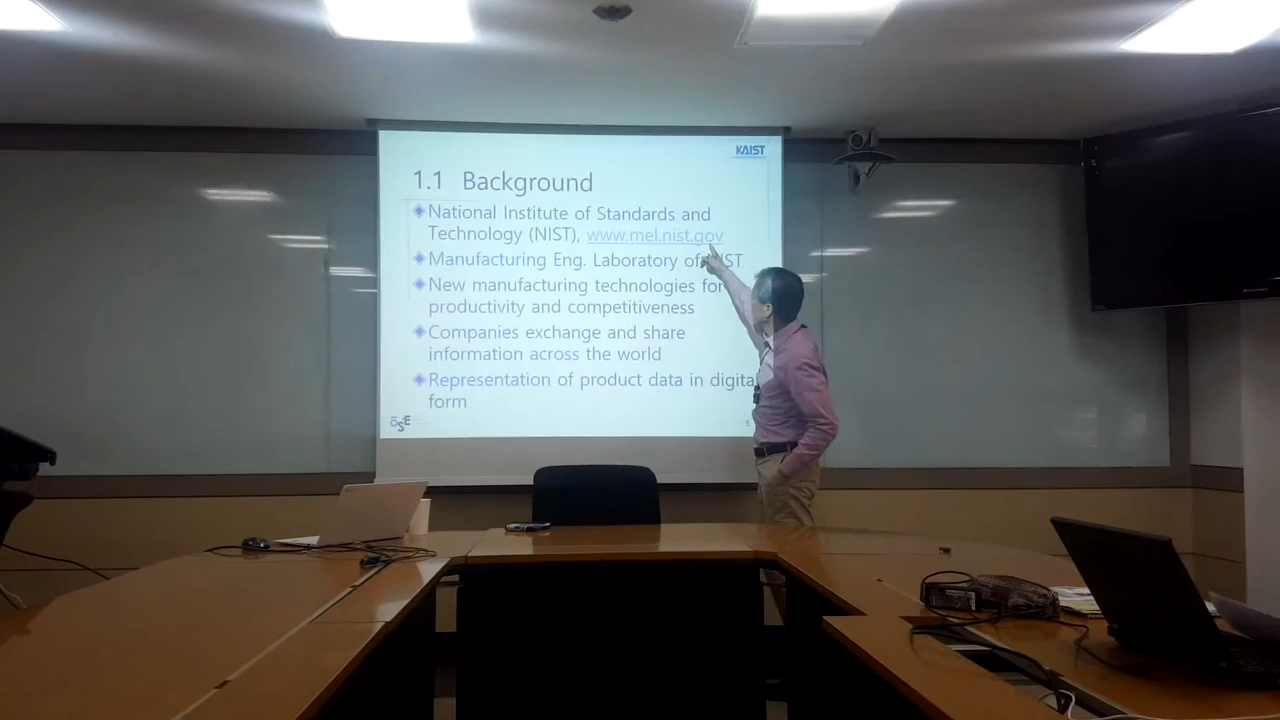 KAIST
1.1 Background
National Institute of Standards and
Technology (NIST), www.mel.nist.gov
Manufacturing Eng. Laboratory of NIST
New manufacturing technologies for
productivity and competitiveness
Companies exchange and share
information across the world
Representation of product data in digital
form
5